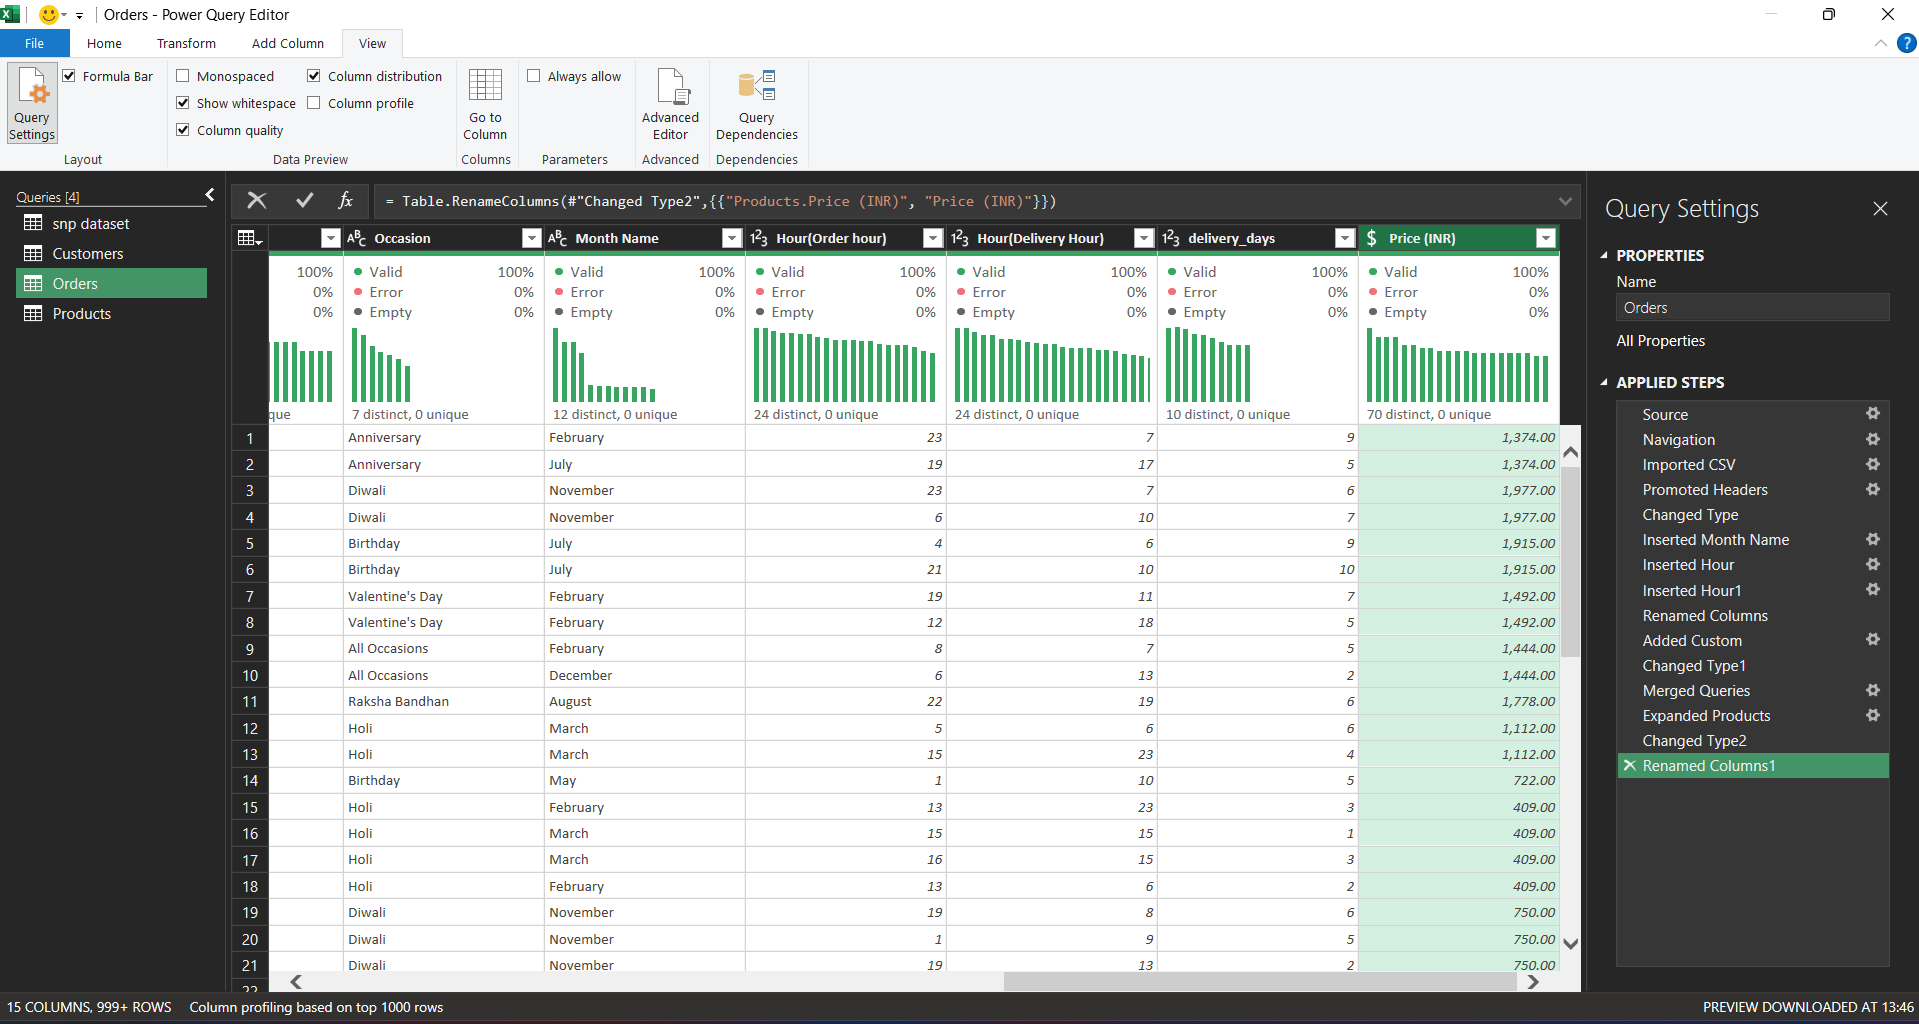 Orders - Power Query Editor
File Home Transform Add Column View
Formula Bar
Monospaced
Column distribution
Always allow
Show whitespace
Column profile
Column quality
Query Settings
Go to Column
Advanced Editor
Query Dependencies
Layout Data Preview Columns Parameters Advanced Dependencies
Queries [4]
snp dataset
Customers
Orders
Products
fx = Table.RenameColumns(#"Changed Type2",{{"Products.Price (INR)", "Price (INR)"}})
ABC Occasion ABC Month Name 123 Hour(Order hour) 123 Hour(Delivery Hour) 123 delivery_days $ Price (INR)
100% Valid 100% Valid 100% Valid 100% Valid 100% Valid 100% Valid 100%
0% Error 0% Error 0% Error 0% Error 0% Error 0% Error 0%
0% Empty 0% Empty 0% Empty 0% Empty 0% Empty 0% Empty 0%
que 7 distinct, 0 unique 12 distinct, 0 unique 24 distinct, 0 unique 24 distinct, 0 unique 10 distinct, 0 unique 70 distinct, 0 unique
1 Anniversary February 23 7 9 1,374.00
2 Anniversary July 19 17 5 1,374.00
3 Diwali November 23 7 6 1,977.00
4 Diwali November 6 10 7 1,977.00
5 Birthday July 4 6 9 1,915.00
6 Birthday July 21 10 10 1,915.00
7 Valentine's Day February 19 11 7 1,492.00
8 Valentine's Day February 12 18 5 1,492.00
9 All Occasions February 8 7 5 1,444.00
10 All Occasions December 6 13 2 1,444.00
11 Raksha Bandhan August 22 19 6 1,778.00
12 Holi March 5 6 6 1,112.00
13 Holi March 15 23 4 1,112.00
14 Birthday May 1 10 5 722.00
15 Holi February 13 23 3 409.00
16 Holi March 15 15 1 409.00
17 Holi March 16 15 3 409.00
18 Holi February 13 6 2 409.00
19 Diwali November 19 8 6 750.00
20 Diwali November 1 9 5 750.00
21 Diwali November 19 13 2 750.00
22
Query Settings
PROPERTIES
Name
Orders
All Properties
APPLIED STEPS
Source
Navigation
Imported CSV
Promoted Headers
Changed Type
Inserted Month Name
Inserted Hour
Inserted Hour1
Renamed Columns
Added Custom
Changed Type1
Merged Queries
Expanded Products
Changed Type2
Renamed Columns1
15 COLUMNS, 999+ ROWS Column profiling based on top 1000 rows
PREVIEW DOWNLOADED AT 13:46